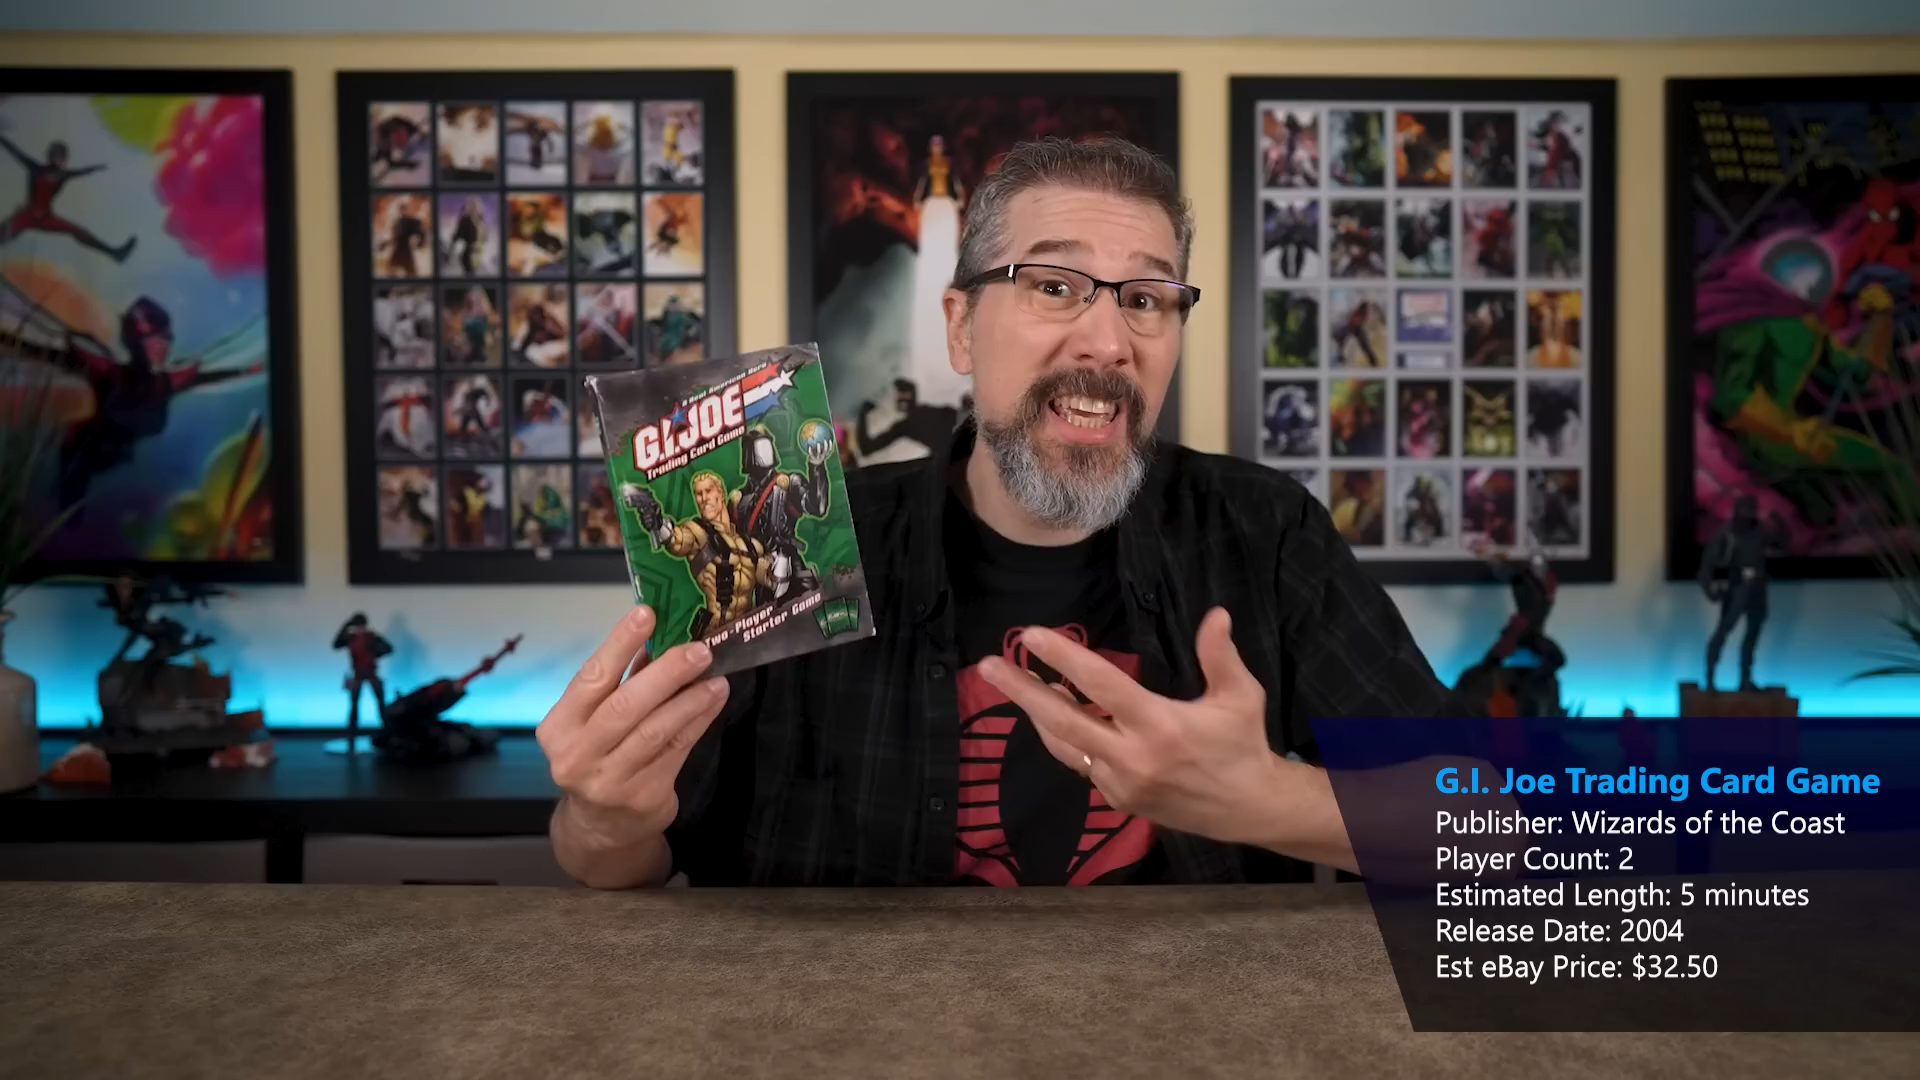 A Real American Hero
G.I. JOE
Trading Card Game
Two-Player
Starter Game
G.I. Joe Trading Card Game
Publisher: Wizards of the Coast
Player Count: 2
Estimated Length: 5 minutes
Release Date: 2004
Est eBay Price: $32.50